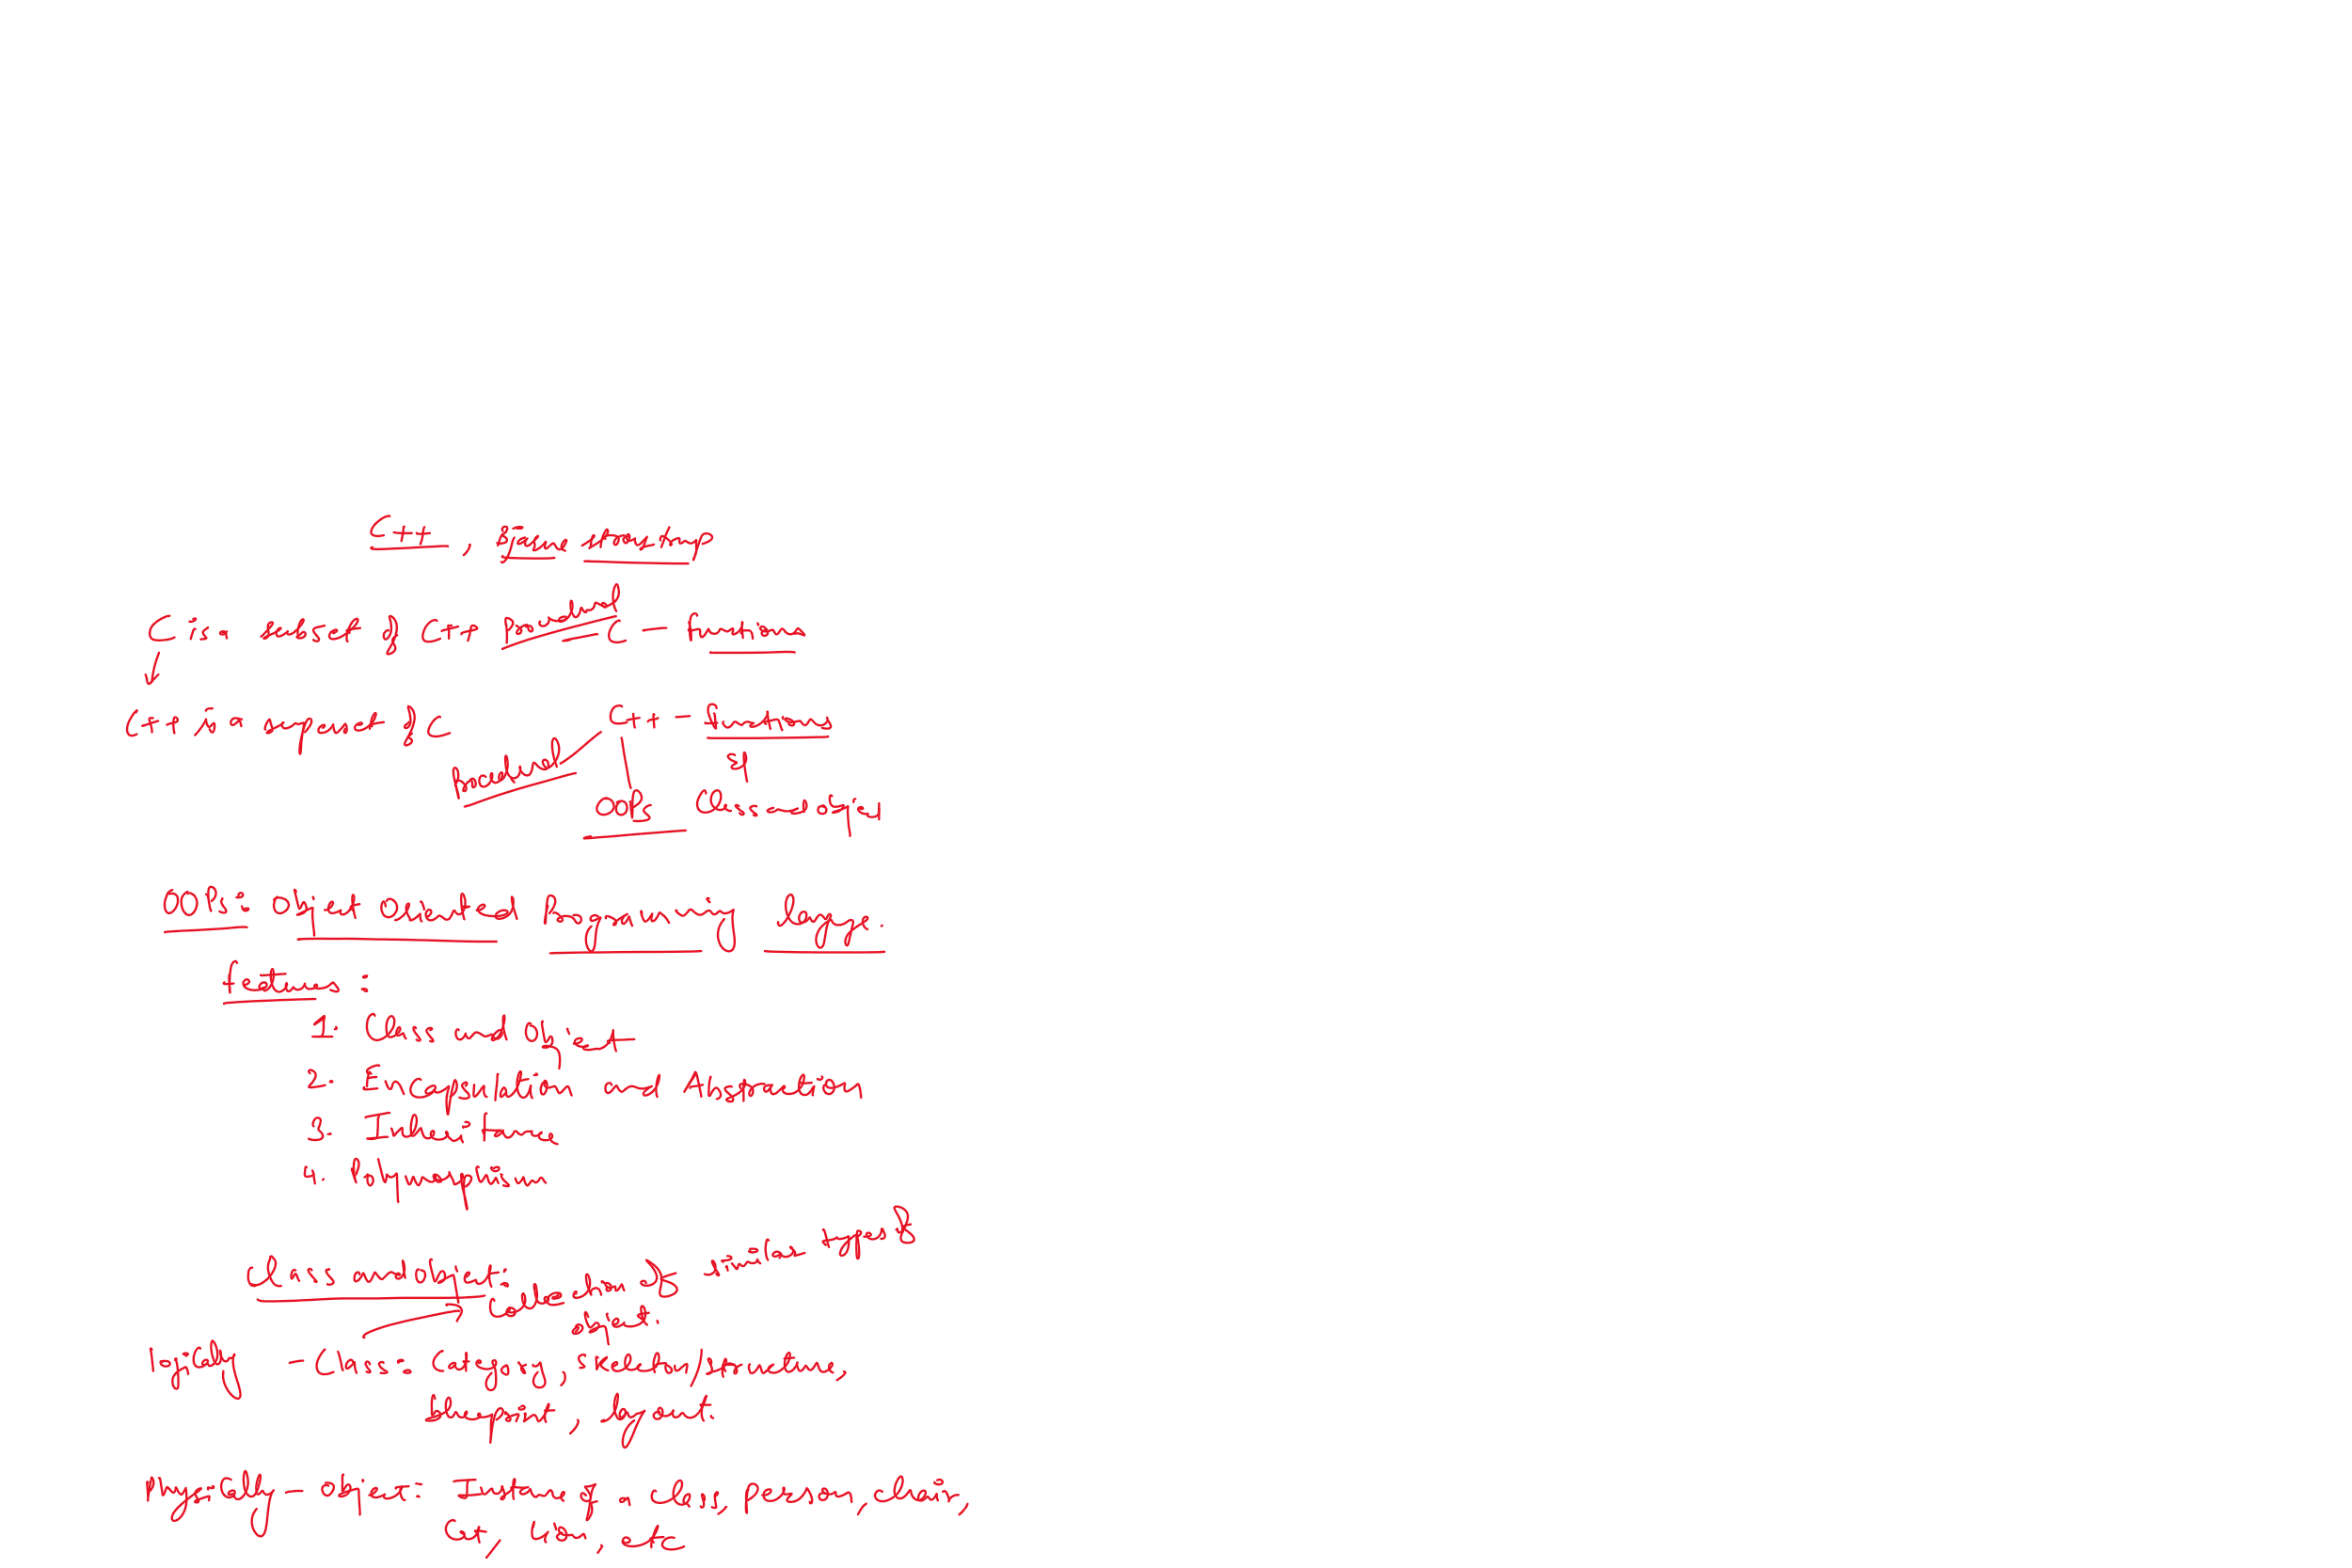 C++, Bjarne Stroustrup
C is a subset of C++ Procedural C - functions
C++ is a superset of C
C++ - functions
Procedural
OOPs Class and object
OOPs: Object Oriented Programming
features:
1. Class and Object
2. Encapsulation and Abstraction
3. Inheritance
4. Polymorphism
Class and object:
Collection of similar types of
object.
logically - Class: Category, skeleton/structure,
blueprint, layout.
Physically - Object: Instance of a class, person, chair,
Cat, lion, etc